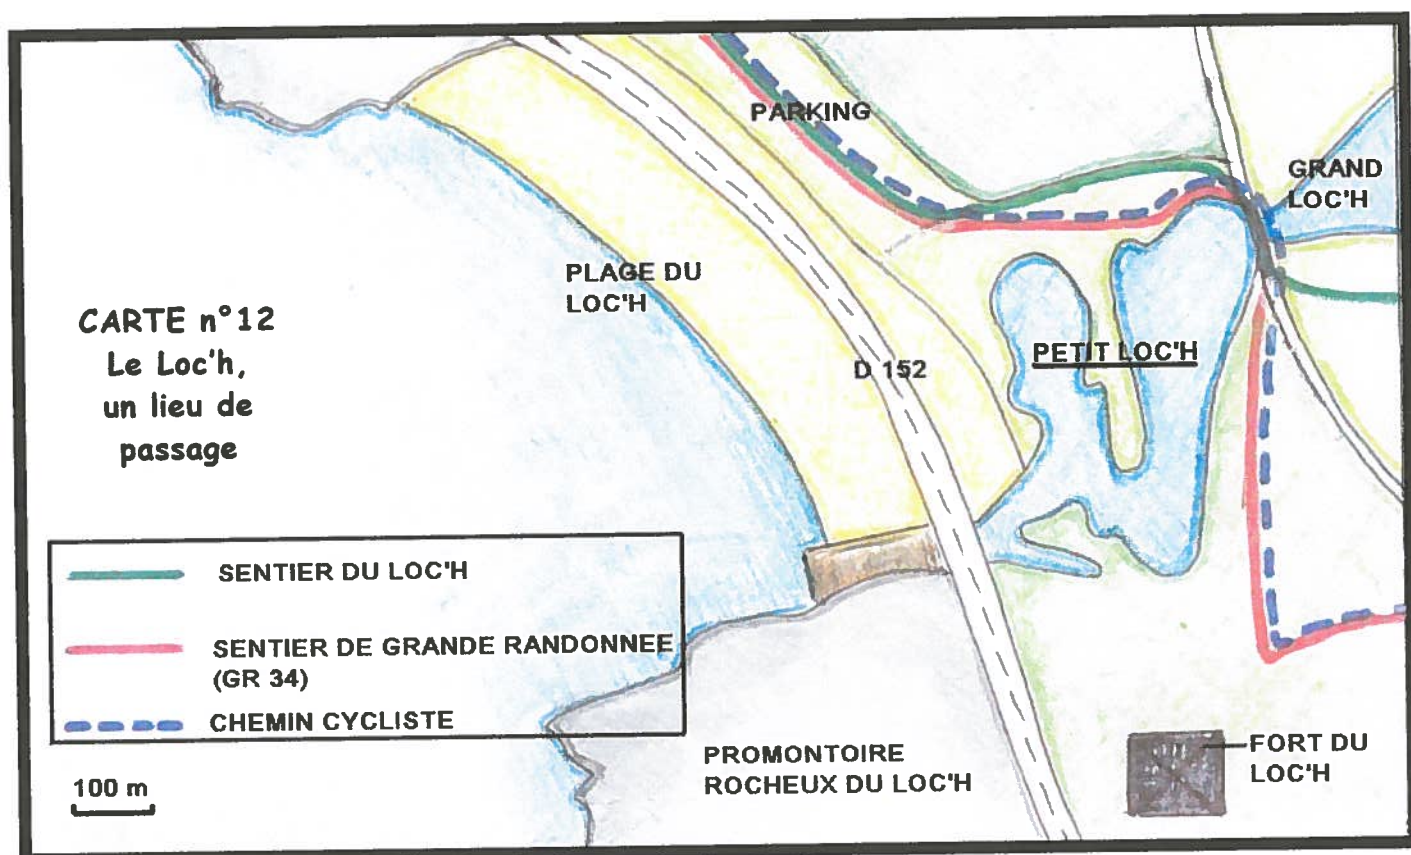 PARKING
GRAND
LOC'H
PLAGE DU
LOC'H
CARTE n°12
Le Loc'h,
un lieu de
passage
PETIT LOC'H
D 152
SENTIER DU LOC'H
SENTIER DE GRANDE RANDONNEE
(GR 34)
CHEMIN CYCLISTE
100 m
PROMONTOIRE
ROCHEUX DU LOC'H
FORT DU
LOC'H